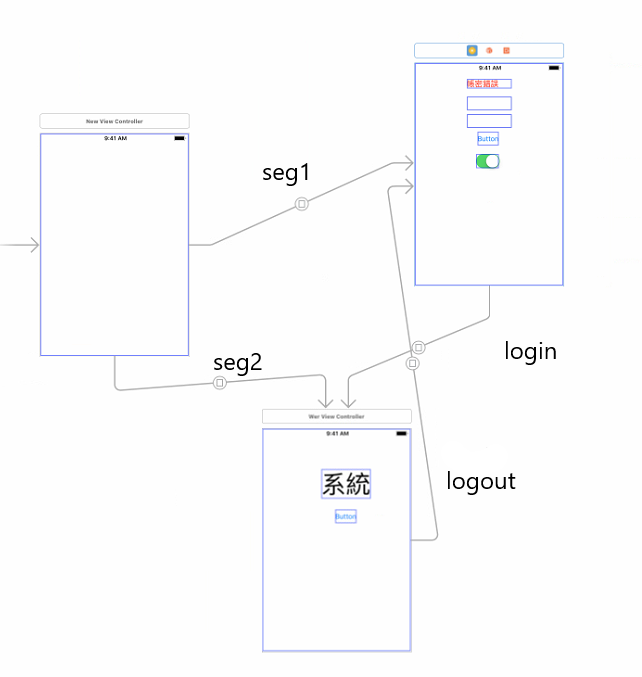 9:41 AM
帳密錯誤
New View Controller
9:41 AM
Button
seg1
login
seg2
Wer View Controller
9:41 AM
系統
logout
Button